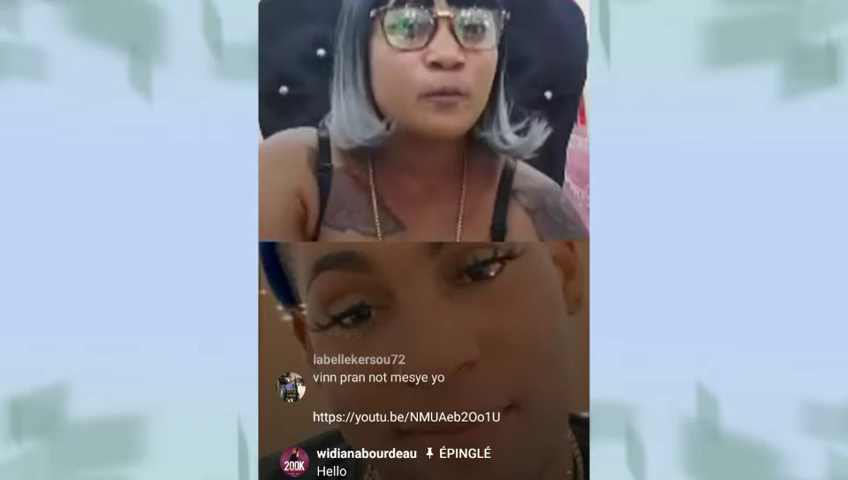 labellekersou72
vinn pran not mesye yo
https://youtu.be/NMUAeb2Oo1U
widianabourdeau ÉPINGLÉ
200K
Hello